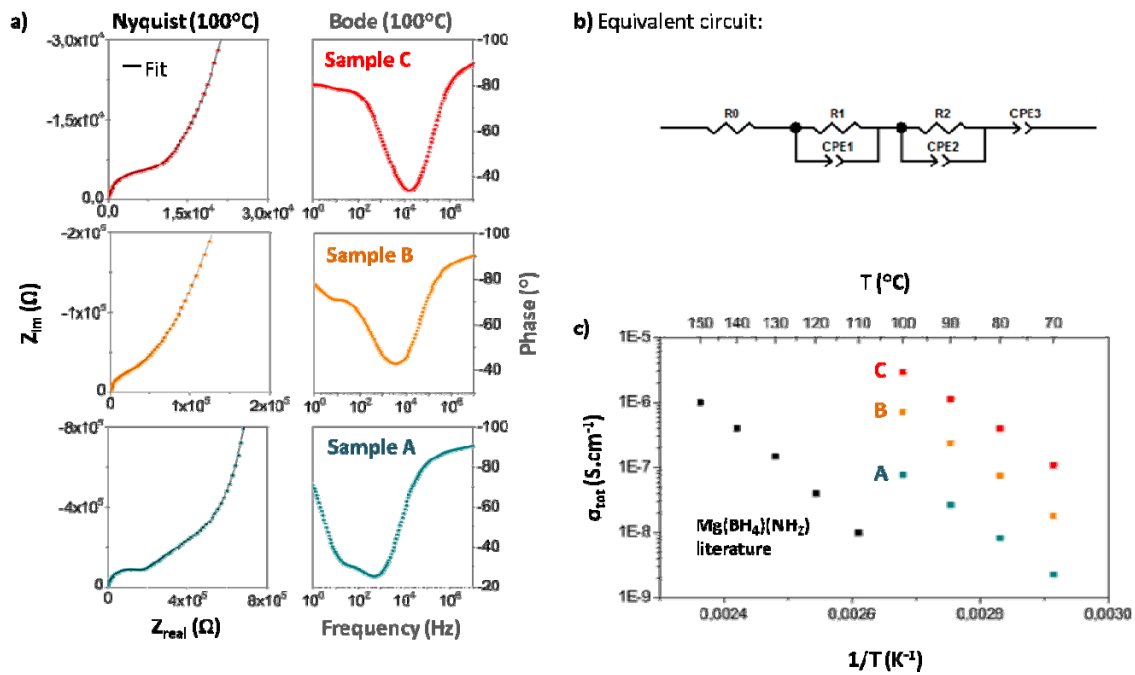 a)
Nyquist (100°C)
Bode (100°C)
b) Equivalent circuit:
-3,0x10⁴
-1,5x10⁴
0,0
0,0
1,5x10⁴
3,0x10⁴
Fit
Sample C
-100
-80
-60
-40
10⁰
10²
10⁴
10⁶
R0
R1
R2
CPE3
CPE1
CPE2
-2x10⁵
-1x10⁵
0
0
1x10⁵
2x10⁵
Sample B
-100
-80
-60
-40
10⁰
10²
10⁴
10⁶
-8x10⁵
-4x10⁵
0
0
4x10⁵
8x10⁵
Sample A
-100
-80
-60
-40
-20
10⁰
10²
10⁴
10⁶
Z_im (Ω)
Phase (°)
Z_real (Ω)
Frequency (Hz)
T (°C)
c)
150
140
130
120
110
100
90
80
70
1E-5
1E-6
1E-7
1E-8
1E-9
σ_tot (S.cm⁻¹)
C
B
A
Mg(BH₄)(NH₂)
literature
0,0024
0,0026
0,0028
0,0030
1/T (K⁻¹)